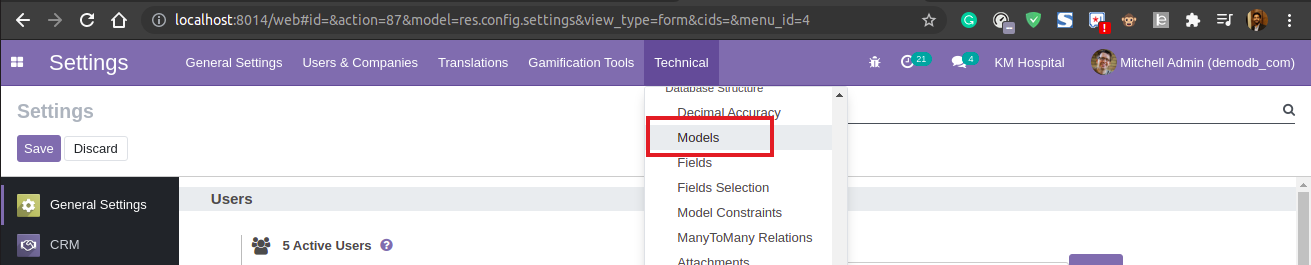 localhost:8014/web#id=&action=87&model=res.config.settings&view_type=form&cids=&menu_id=4
Settings General Settings Users & Companies Translations Gamification Tools Technical 21 4 KM Hospital Mitchell Admin (demodb_com)
Settings
Save Discard
Database Structure
Decimal Accuracy
Models
Fields
Fields Selection
Model Constraints
ManyToMany Relations
Attachments
General Settings
CRM
Users
5 Active Users ?